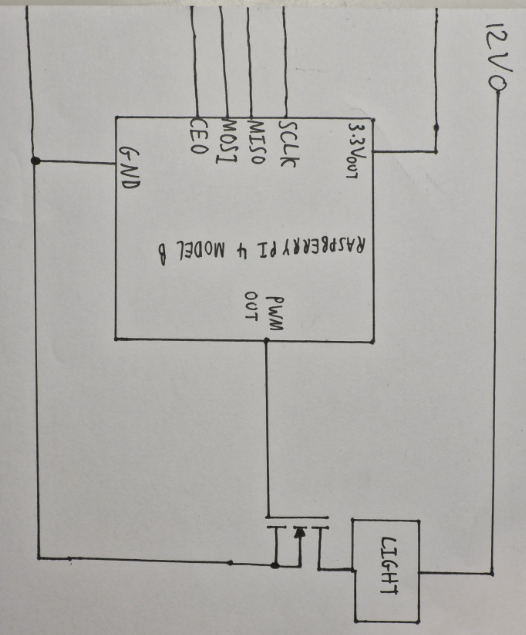 12V
3.3VOUT
SCLK
MISO
MOSI
CE0
GND
RASPBERRY PI 4 MODEL B
PWM
OUT
LIGHT